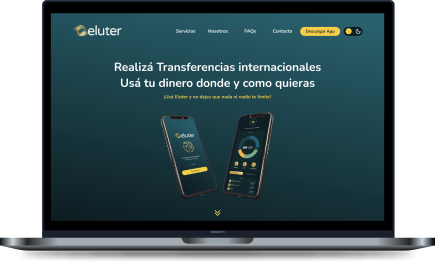 eluter
Servicios Nosotros FAQs Contacto Descargar App
Realizá Transferencias internacionales
Usá tu dinero donde y como quieras
¡Usá Eluter y no dejes que nada ni nadie te limite!
eluter